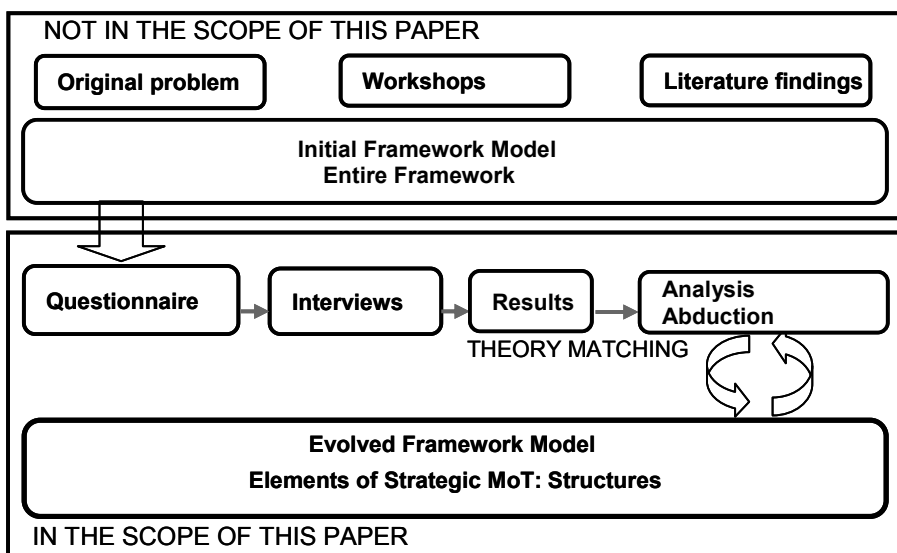 NOT IN THE SCOPE OF THIS PAPER
Original problem
Workshops
Literature findings
Initial Framework Model
Entire Framework
Questionnaire
Interviews
Results
Analysis
Abduction
THEORY MATCHING
Evolved Framework Model
Elements of Strategic MoT: Structures
IN THE SCOPE OF THIS PAPER